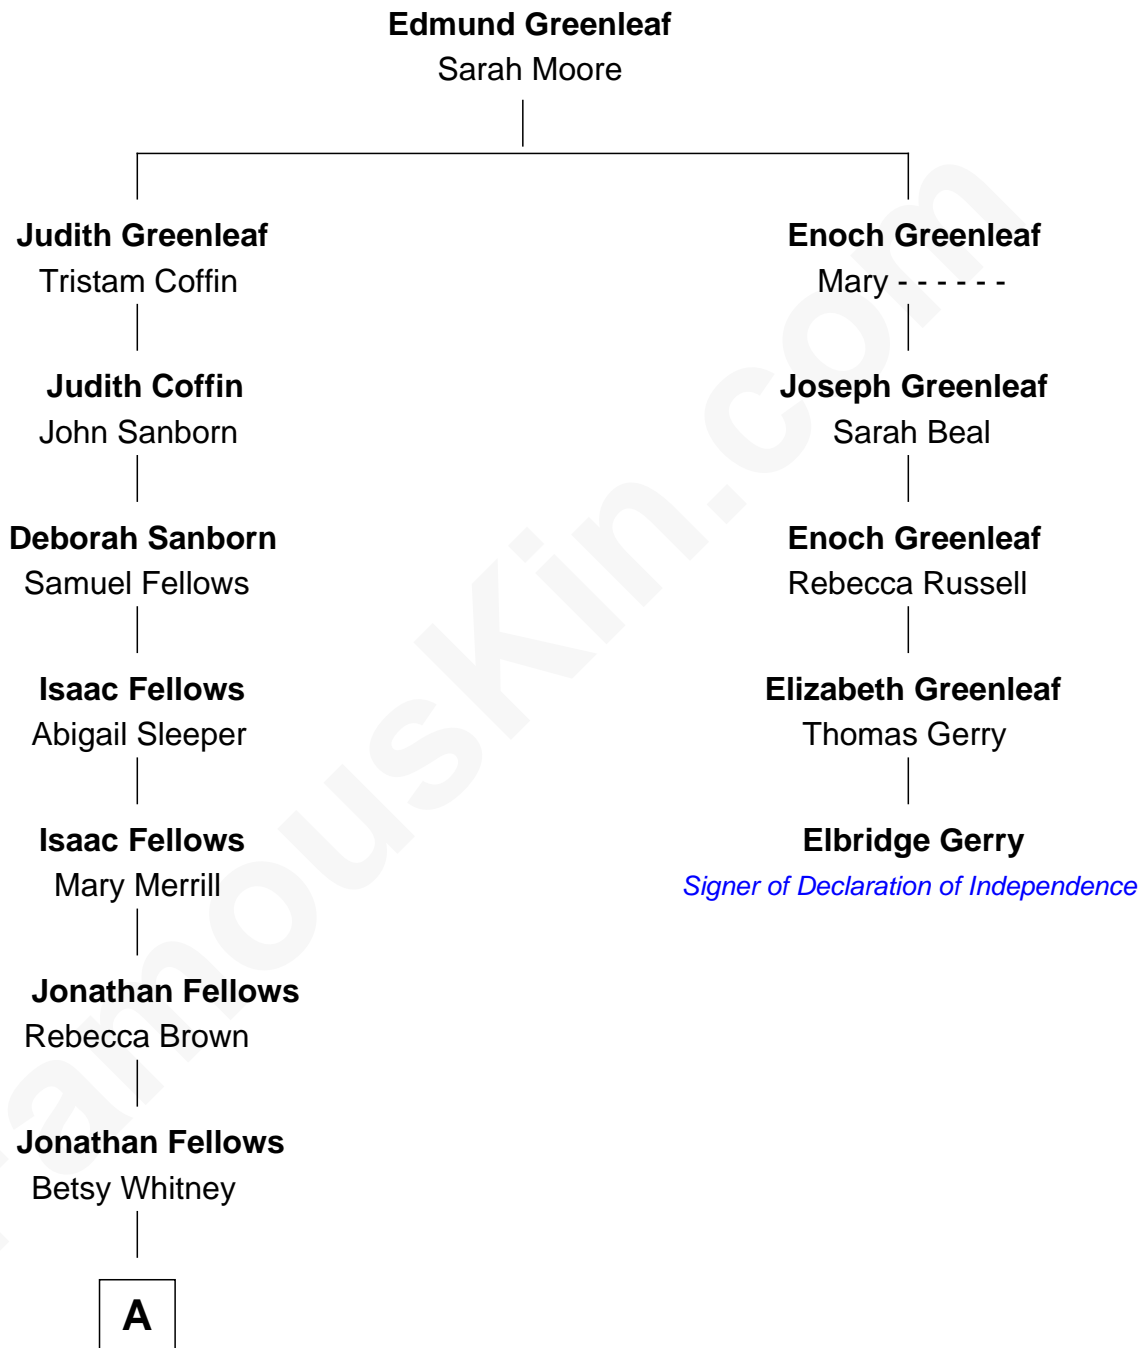 Edmund Greenleaf
Sarah Moore
Judith Greenleaf
Tristam Coffin
Judith Coffin
John Sanborn
Deborah Sanborn
Samuel Fellows
Isaac Fellows
Abigail Sleeper
Isaac Fellows
Mary Merrill
Jonathan Fellows
Rebecca Brown
Jonathan Fellows
Betsy Whitney
A
Enoch Greenleaf
Mary - - - - - -
Joseph Greenleaf
Sarah Beal
Enoch Greenleaf
Rebecca Russell
Elizabeth Greenleaf
Thomas Gerry
Elbridge Gerry
Signer of Declaration of Independence
FamousKin.com